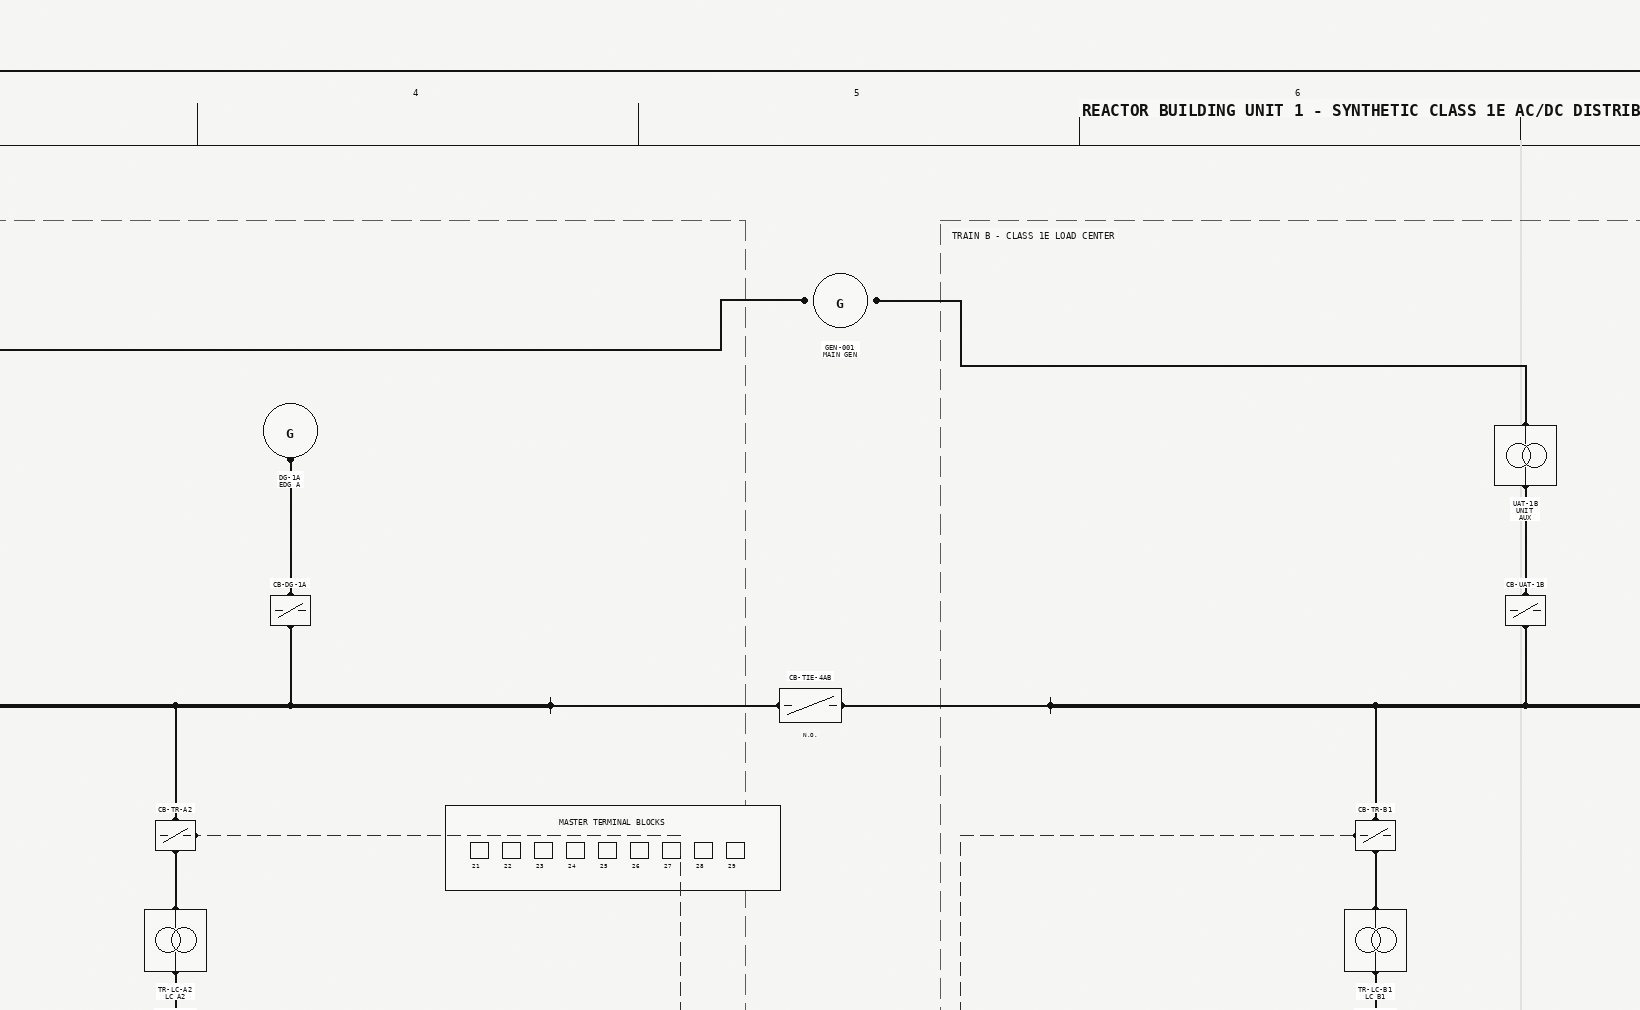 4
5
6
REACTOR BUILDING UNIT 1 - SYNTHETIC CLASS 1E AC/DC DISTRIB
TRAIN B - CLASS 1E LOAD CENTER
G
GEN-001
MAIN GEN
G
DG-1A
EDG A
UAT-1B
UNIT
AUX
CB-DG-1A
CB-UAT-1B
CB-TIE-4AB
N.O.
CB-TR-A2
CB-TR-B1
MASTER TERMINAL BLOCKS
21 22 23 24 25 26 27 28 29
TR-LC-A2
LC A2
TR-LC-B1
LC B1